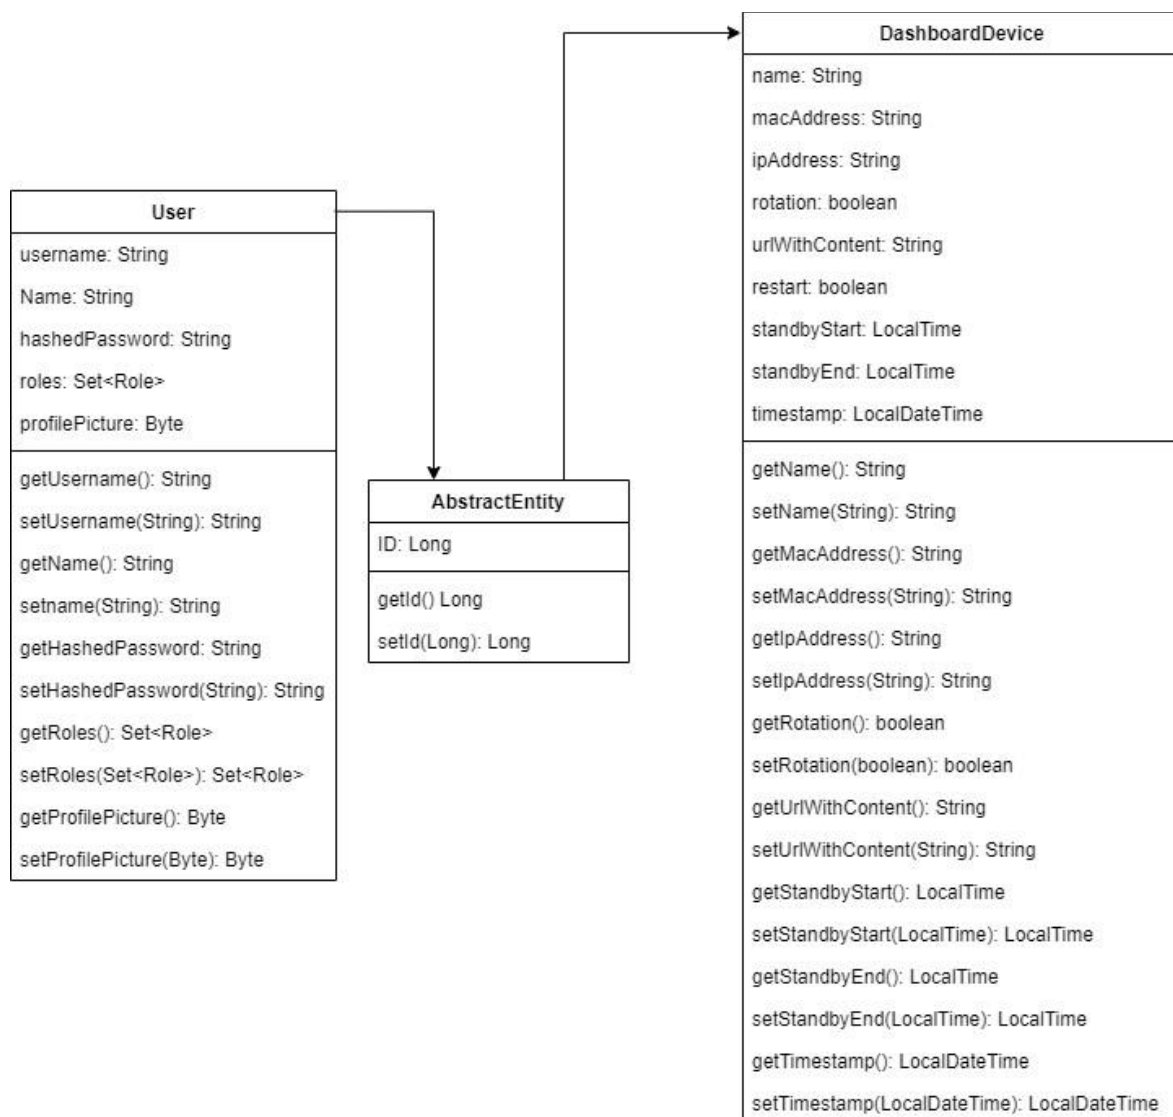 User
username: String
Name: String
hashedPassword: String
roles: Set<Role>
profilePicture: Byte
getUsername(): String
setUsername(String): String
getName(): String
setname(String): String
getHashedPassword: String
setHashedPassword(String): String
getRoles(): Set<Role>
setRoles(Set<Role>): Set<Role>
getProfilePicture(): Byte
setProfilePicture(Byte): Byte
AbstractEntity
ID: Long
getId() Long
setId(Long): Long
DashboardDevice
name: String
macAddress: String
ipAddress: String
rotation: boolean
urlWithContent: String
restart: boolean
standbyStart: LocalTime
standbyEnd: LocalTime
timestamp: LocalDateTime
getName(): String
setName(String): String
getMacAddress(): String
setMacAddress(String): String
getIpAddress(): String
setIpAddress(String): String
getRotation(): boolean
setRotation(boolean): boolean
getUrlWithContent(): String
setUrlWithContent(String): String
getStandbyStart(): LocalTime
setStandbyStart(LocalTime): LocalTime
getStandbyEnd(): LocalTime
setStandbyEnd(LocalTime): LocalTime
getTimestamp(): LocalDateTime
setTimestamp(LocalDateTime): LocalDateTime